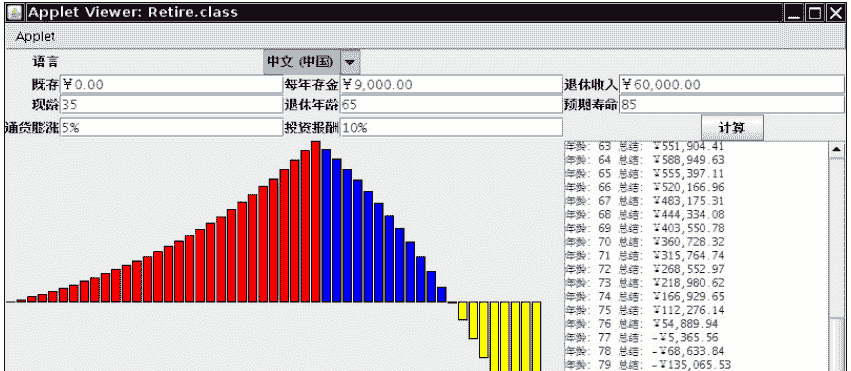 Applet Viewer: Retire.class
Applet
语言 中文 (中国)
既存 ￥0.00 每年存金 ￥9,000.00 退休收入 ￥60,000.00
现龄 35 退休年龄 65 预期寿命 85
通货膨涨 5% 投资报酬 10% 计算
年龄: 63 总结: ￥551,904.41
年龄: 64 总结: ￥588,949.63
年龄: 65 总结: ￥555,397.11
年龄: 66 总结: ￥520,166.96
年龄: 67 总结: ￥483,175.31
年龄: 68 总结: ￥444,334.08
年龄: 69 总结: ￥403,550.78
年龄: 70 总结: ￥360,728.32
年龄: 71 总结: ￥315,764.74
年龄: 72 总结: ￥268,552.97
年龄: 73 总结: ￥218,980.62
年龄: 74 总结: ￥166,929.65
年龄: 75 总结: ￥112,276.14
年龄: 76 总结: ￥54,889.94
年龄: 77 总结: -￥5,365.56
年龄: 78 总结: -￥68,633.84
年龄: 79 总结: -￥135,065.53